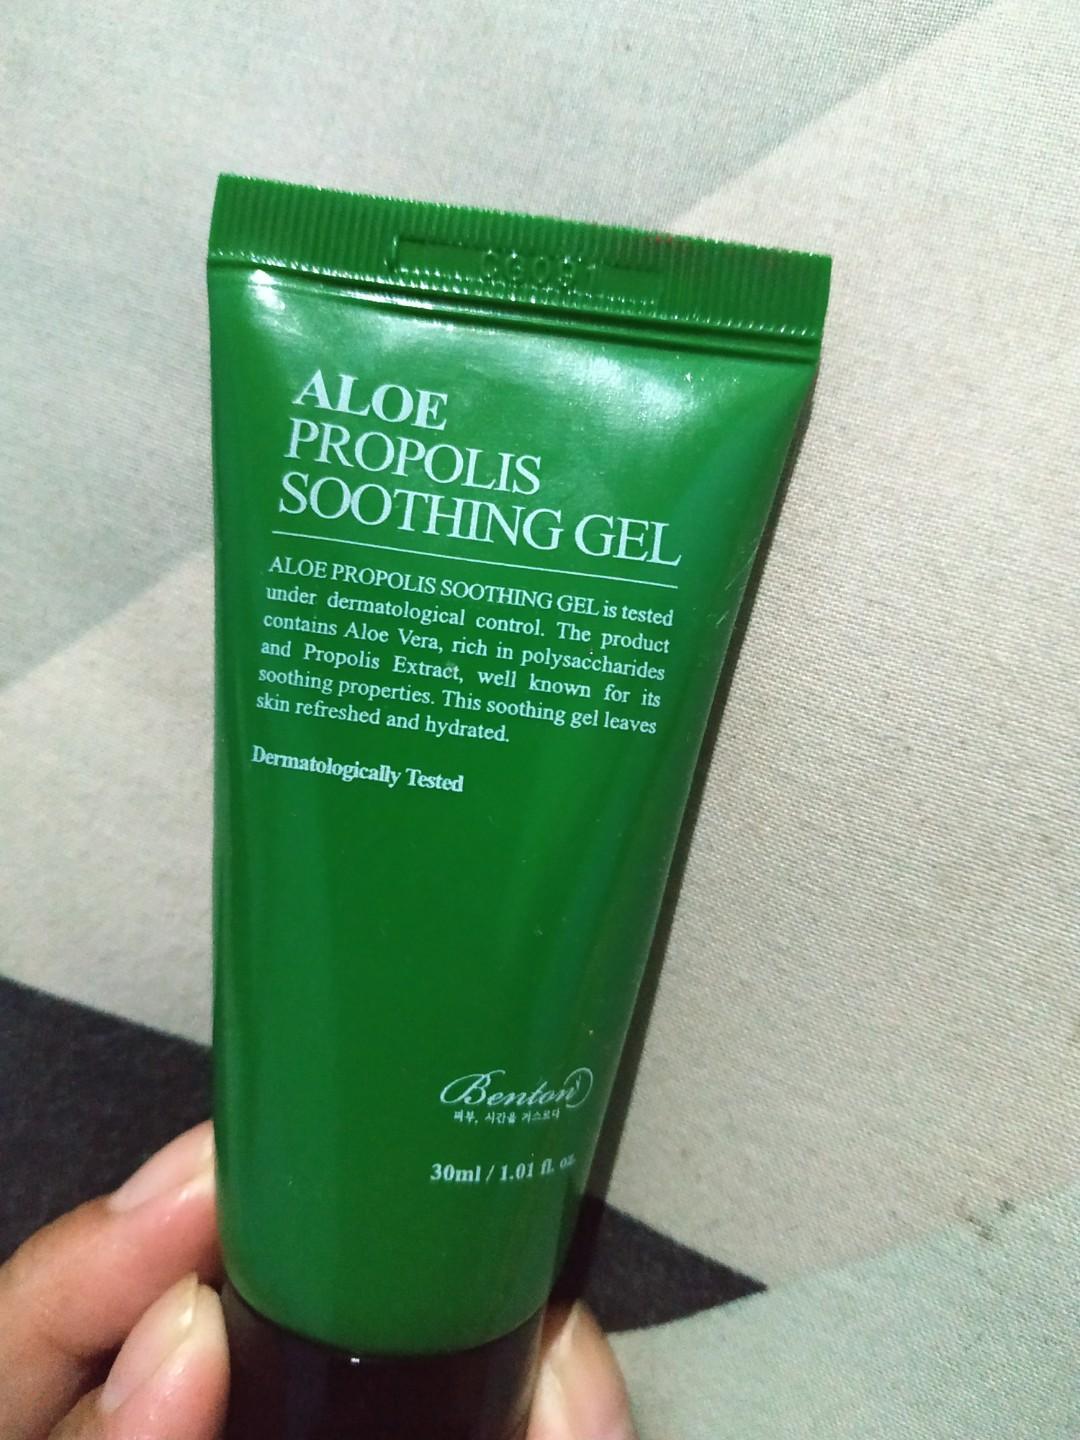 ALOE
PROPOLIS
SOOTHING GEL
ALOE PROPOLIS SOOTHING GEL is tested
under dermatological control. The product
contains Aloe Vera, rich in polysaccharides
and Propolis Extract, well known for its
soothing properties. This soothing gel leaves
skin refreshed and hydrated.
Dermatologically Tested
Benton
피부, 시간을 거스르다
30ml / 1.01 fl. oz.